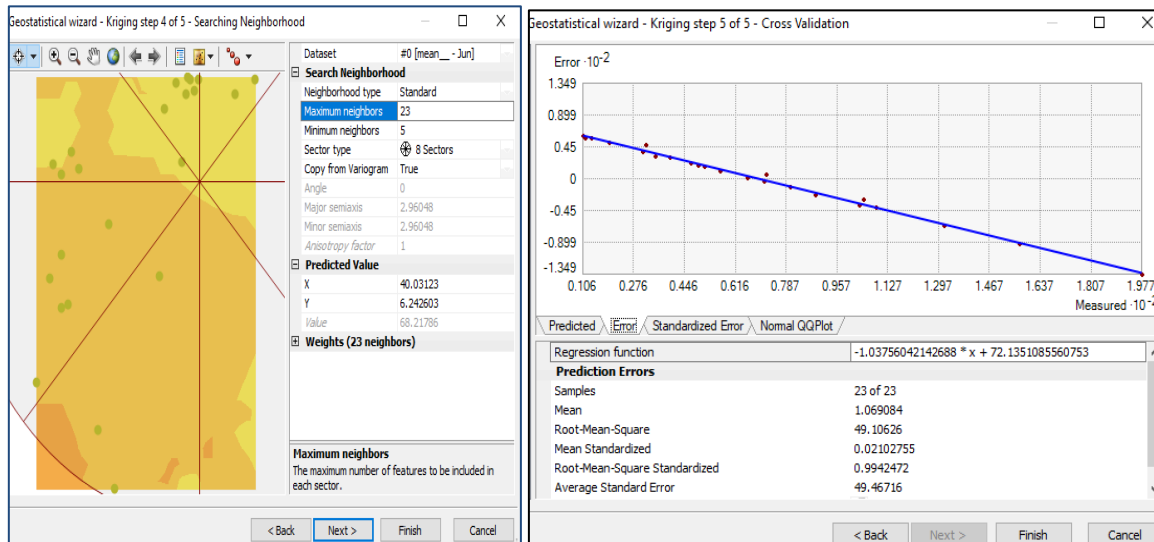 Geostatistical wizard - Kriging step 4 of 5 - Searching Neighborhood
Dataset #0 [mean__ - Jun]
Search Neighborhood
Neighborhood type Standard
Maximum neighbors 23
Minimum neighbors 5
Sector type 8 Sectors
Copy from Variogram True
Angle 0
Major semiaxis 2.96048
Minor semiaxis 2.96048
Anisotropy factor 1
Predicted Value
X 40.03123
Y 6.242603
Value 68.21786
Weights (23 neighbors)
Maximum neighbors
The maximum number of features to be included in
each sector.
< Back Next > Finish Cancel
Geostatistical wizard - Kriging step 5 of 5 - Cross Validation
Error ·10⁻²
1.349
0.899
0.45
0
-0.45
-0.899
-1.349
0.106 0.276 0.446 0.616 0.787 0.957 1.127 1.297 1.467 1.637 1.807 1.977
Measured ·10⁻²
Predicted Error Standardized Error Normal QQPlot
Regression function -1.03756042142688 * x + 72.1351085560753
Prediction Errors
Samples 23 of 23
Mean 1.069084
Root-Mean-Square 49.10626
Mean Standardized 0.02102755
Root-Mean-Square Standardized 0.9942472
Average Standard Error 49.46716
< Back Next > Finish Cancel